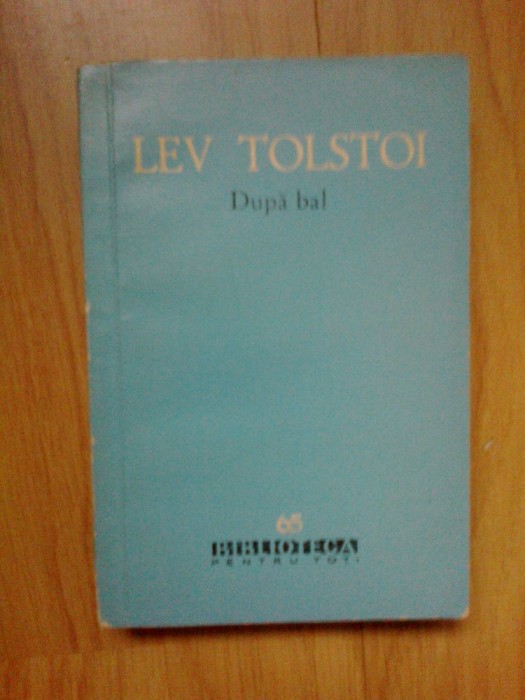 LEV TOLSTOI
După bal
65
BIBLIOTECA
PENTRU TOȚI